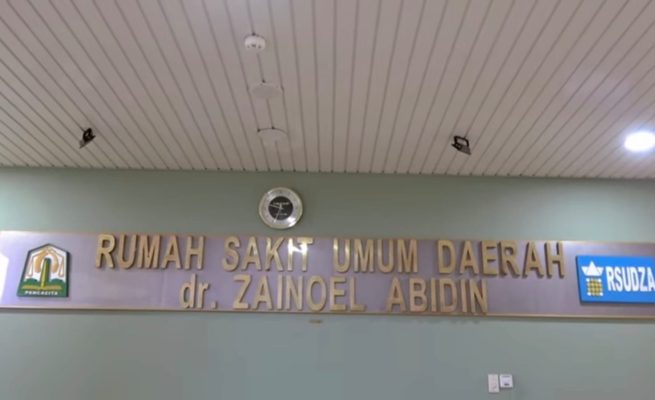 RUMAH SAKIT UMUM DAERAH
dr. ZAINOEL ABIDIN
PANCACITA
RSUDZA